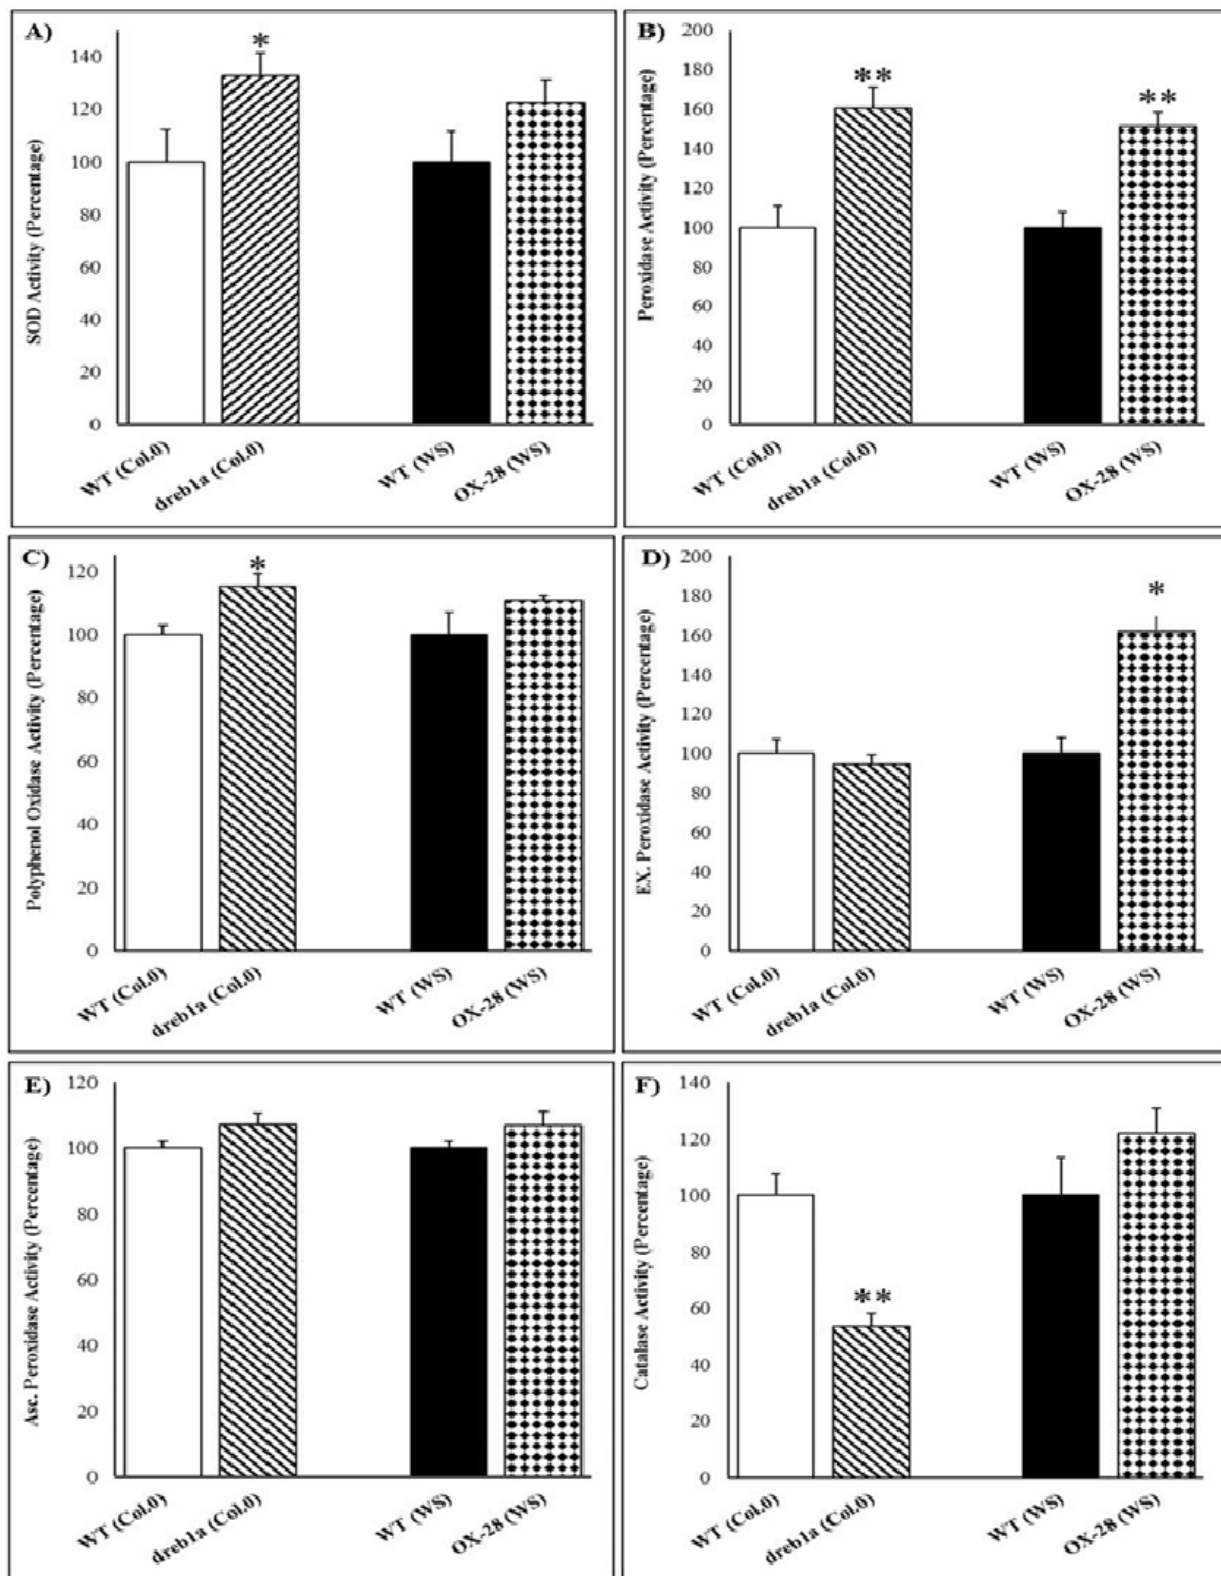 A)
SOD Activity (Percentage)
140
120
100
80
60
40
20
0
*
WT (Col.0)
dreb1a (Col.0)
WT (WS)
OX-28 (WS)
B)
Peroxidase Activity (Percentage)
200
180
160
140
120
100
80
60
40
20
0
**
**
WT (Col.0)
dreb1a (Col.0)
WT (WS)
OX-28 (WS)
C)
Polyphenol Oxidase Activity (Percentage)
120
100
80
60
40
20
0
*
WT (Col.0)
dreb1a (Col.0)
WT (WS)
OX-28 (WS)
D)
EX. Peroxidase Activity (Percentage)
200
180
160
140
120
100
80
60
40
20
0
*
WT (Col.0)
dreb1a (Col.0)
WT (WS)
OX-28 (WS)
E)
Asc. Peroxidase Activity (Percentage)
120
100
80
60
40
20
0
WT (Col.0)
dreb1a (Col.0)
WT (WS)
OX-28 (WS)
F)
Catalase Activity (Percentage)
140
120
100
80
60
40
20
0
**
WT (Col.0)
dreb1a (Col.0)
WT (WS)
OX-28 (WS)